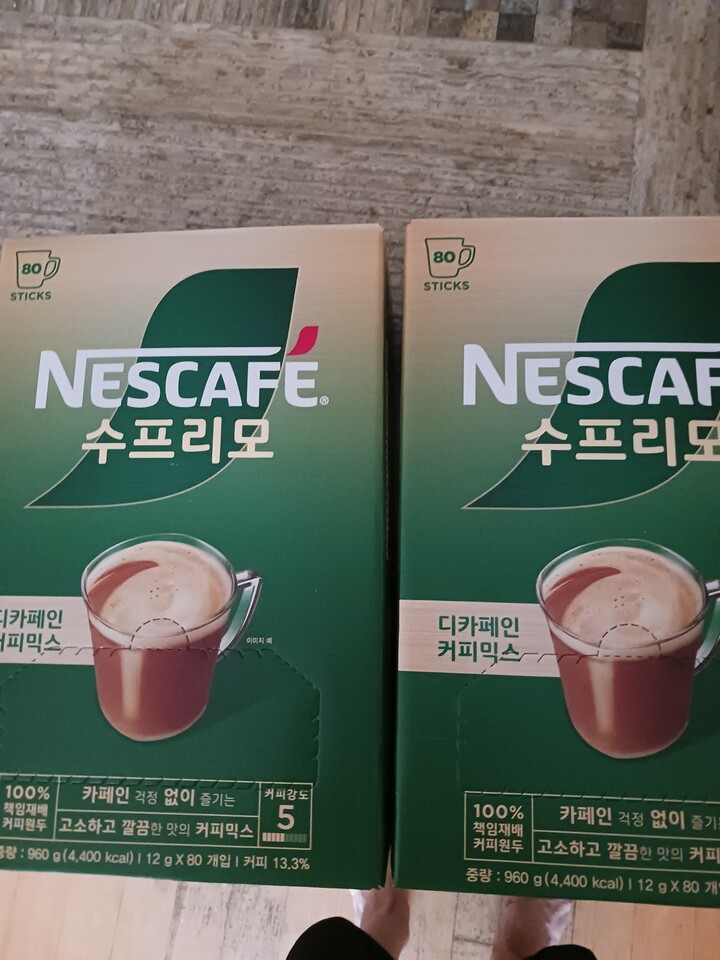 80
STICKS
NESCAFÉ®
수프리모
디카페인
커피믹스
이미지 예
100%
책임재배
커피원두
카페인 걱정 없이 즐기는
고소하고 깔끔한 맛의 커피믹스
커피강도
5
중량 : 960 g (4,400 kcal) I 12 g X 80 개입 I 커피 13.3%
80
STICKS
NESCAF
수프리모
디카페인
커피믹스
100%
책임재배
커피원두
카페인 걱정 없이 즐기
고소하고 깔끔한 맛의 커피
중량 : 960 g (4,400 kcal) I 12 g X 80 개